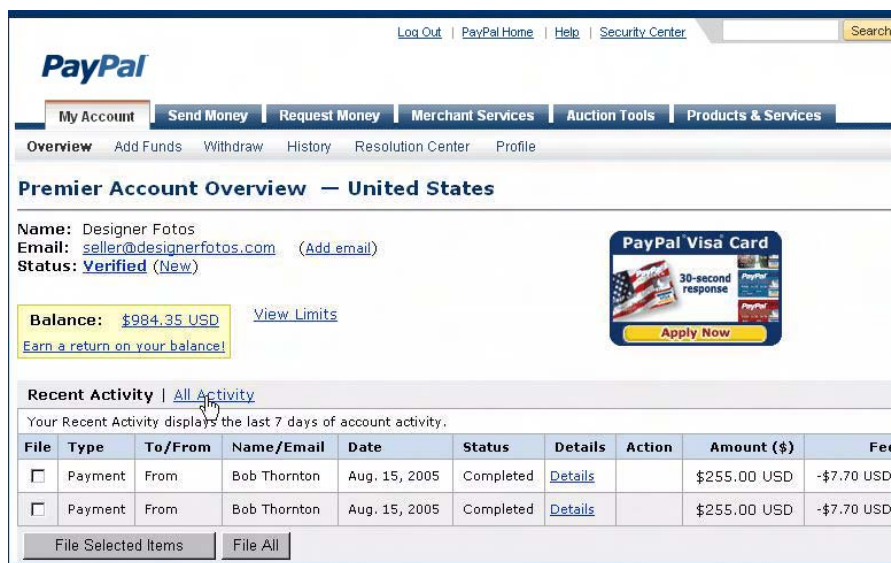 Log Out | PayPal Home | Help | Security Center Search
PayPal
My Account Send Money Request Money Merchant Services Auction Tools Products & Services
Overview Add Funds Withdraw History Resolution Center Profile
Premier Account Overview — United States
Name: Designer Fotos
Email: seller@designerfotos.com (Add email)
Status: Verified (New)
PayPal Visa Card
30-second
response
PayPal
PayPal
Apply Now
Balance: $984.35 USD View Limits
Earn a return on your balance!
Recent Activity | All Activity
Your Recent Activity displays the last 7 days of account activity.
File Type To/From Name/Email Date Status Details Action Amount ($) Fee
Payment From Bob Thornton Aug. 15, 2005 Completed Details $255.00 USD -$7.70 USD
Payment From Bob Thornton Aug. 15, 2005 Completed Details $255.00 USD -$7.70 USD
File Selected Items File All